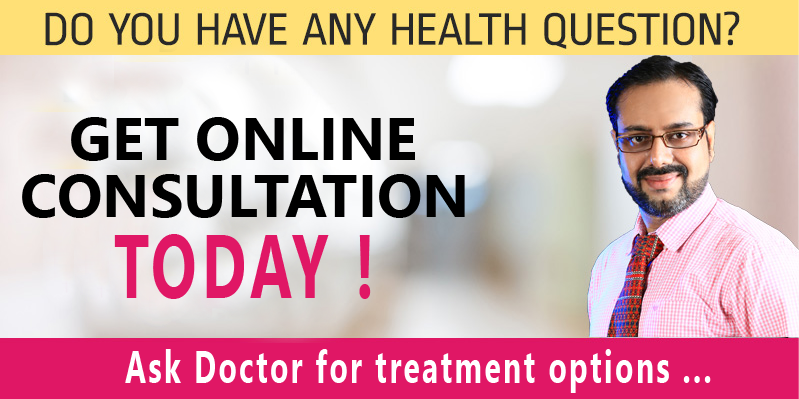 DO YOU HAVE ANY HEALTH QUESTION?
GET ONLINE
CONSULTATION
TODAY !
Ask Doctor for treatment options ...